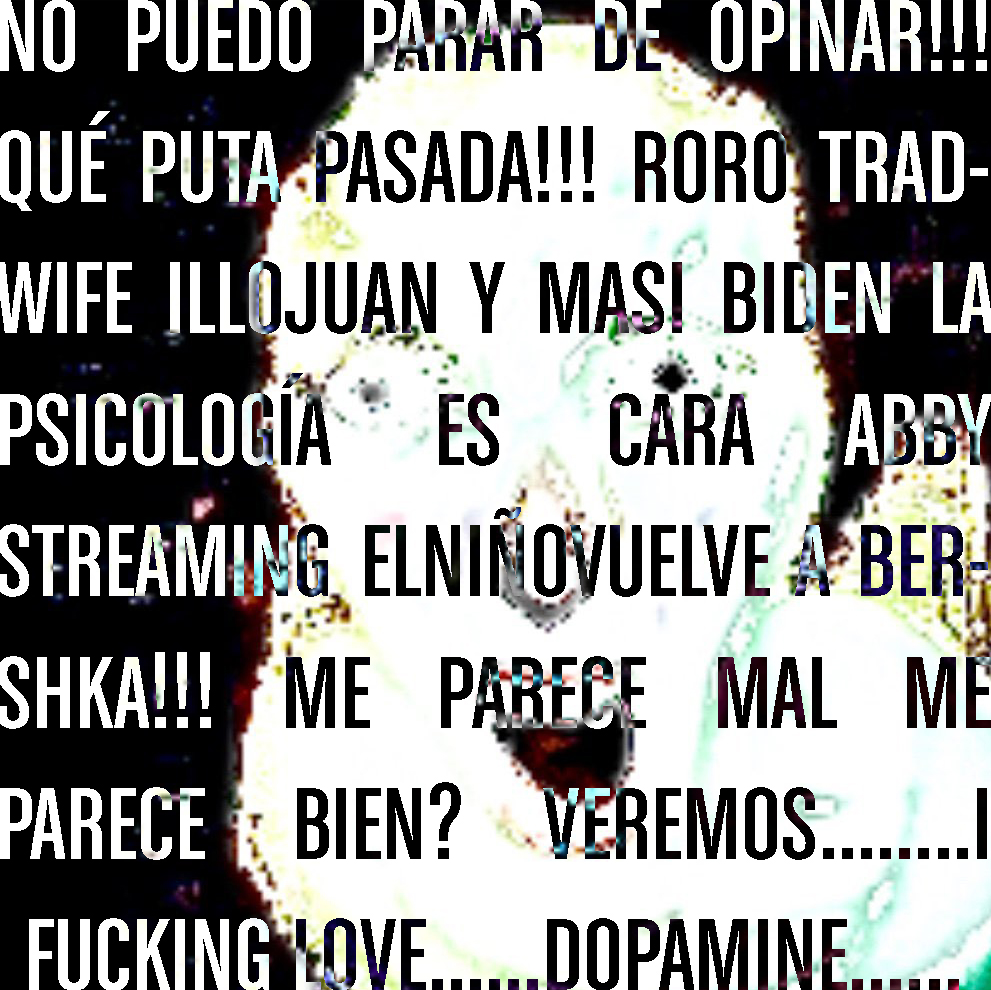 NO PUEDO PARAR DE OPINAR!!!
QUÉ PUTA PASADA!!! RORO TRAD-
WIFE ILLOJUAN Y MAS! BIDEN LA
PSICOLOGÍA ES CARA ABBY
STREAMING ELNIÑOVUELVE A BER-
SHKA!!! ME PARECE MAL ME
PARECE BIEN? VEREMOS........I
FUCKING LOVE......DOPAMINE......